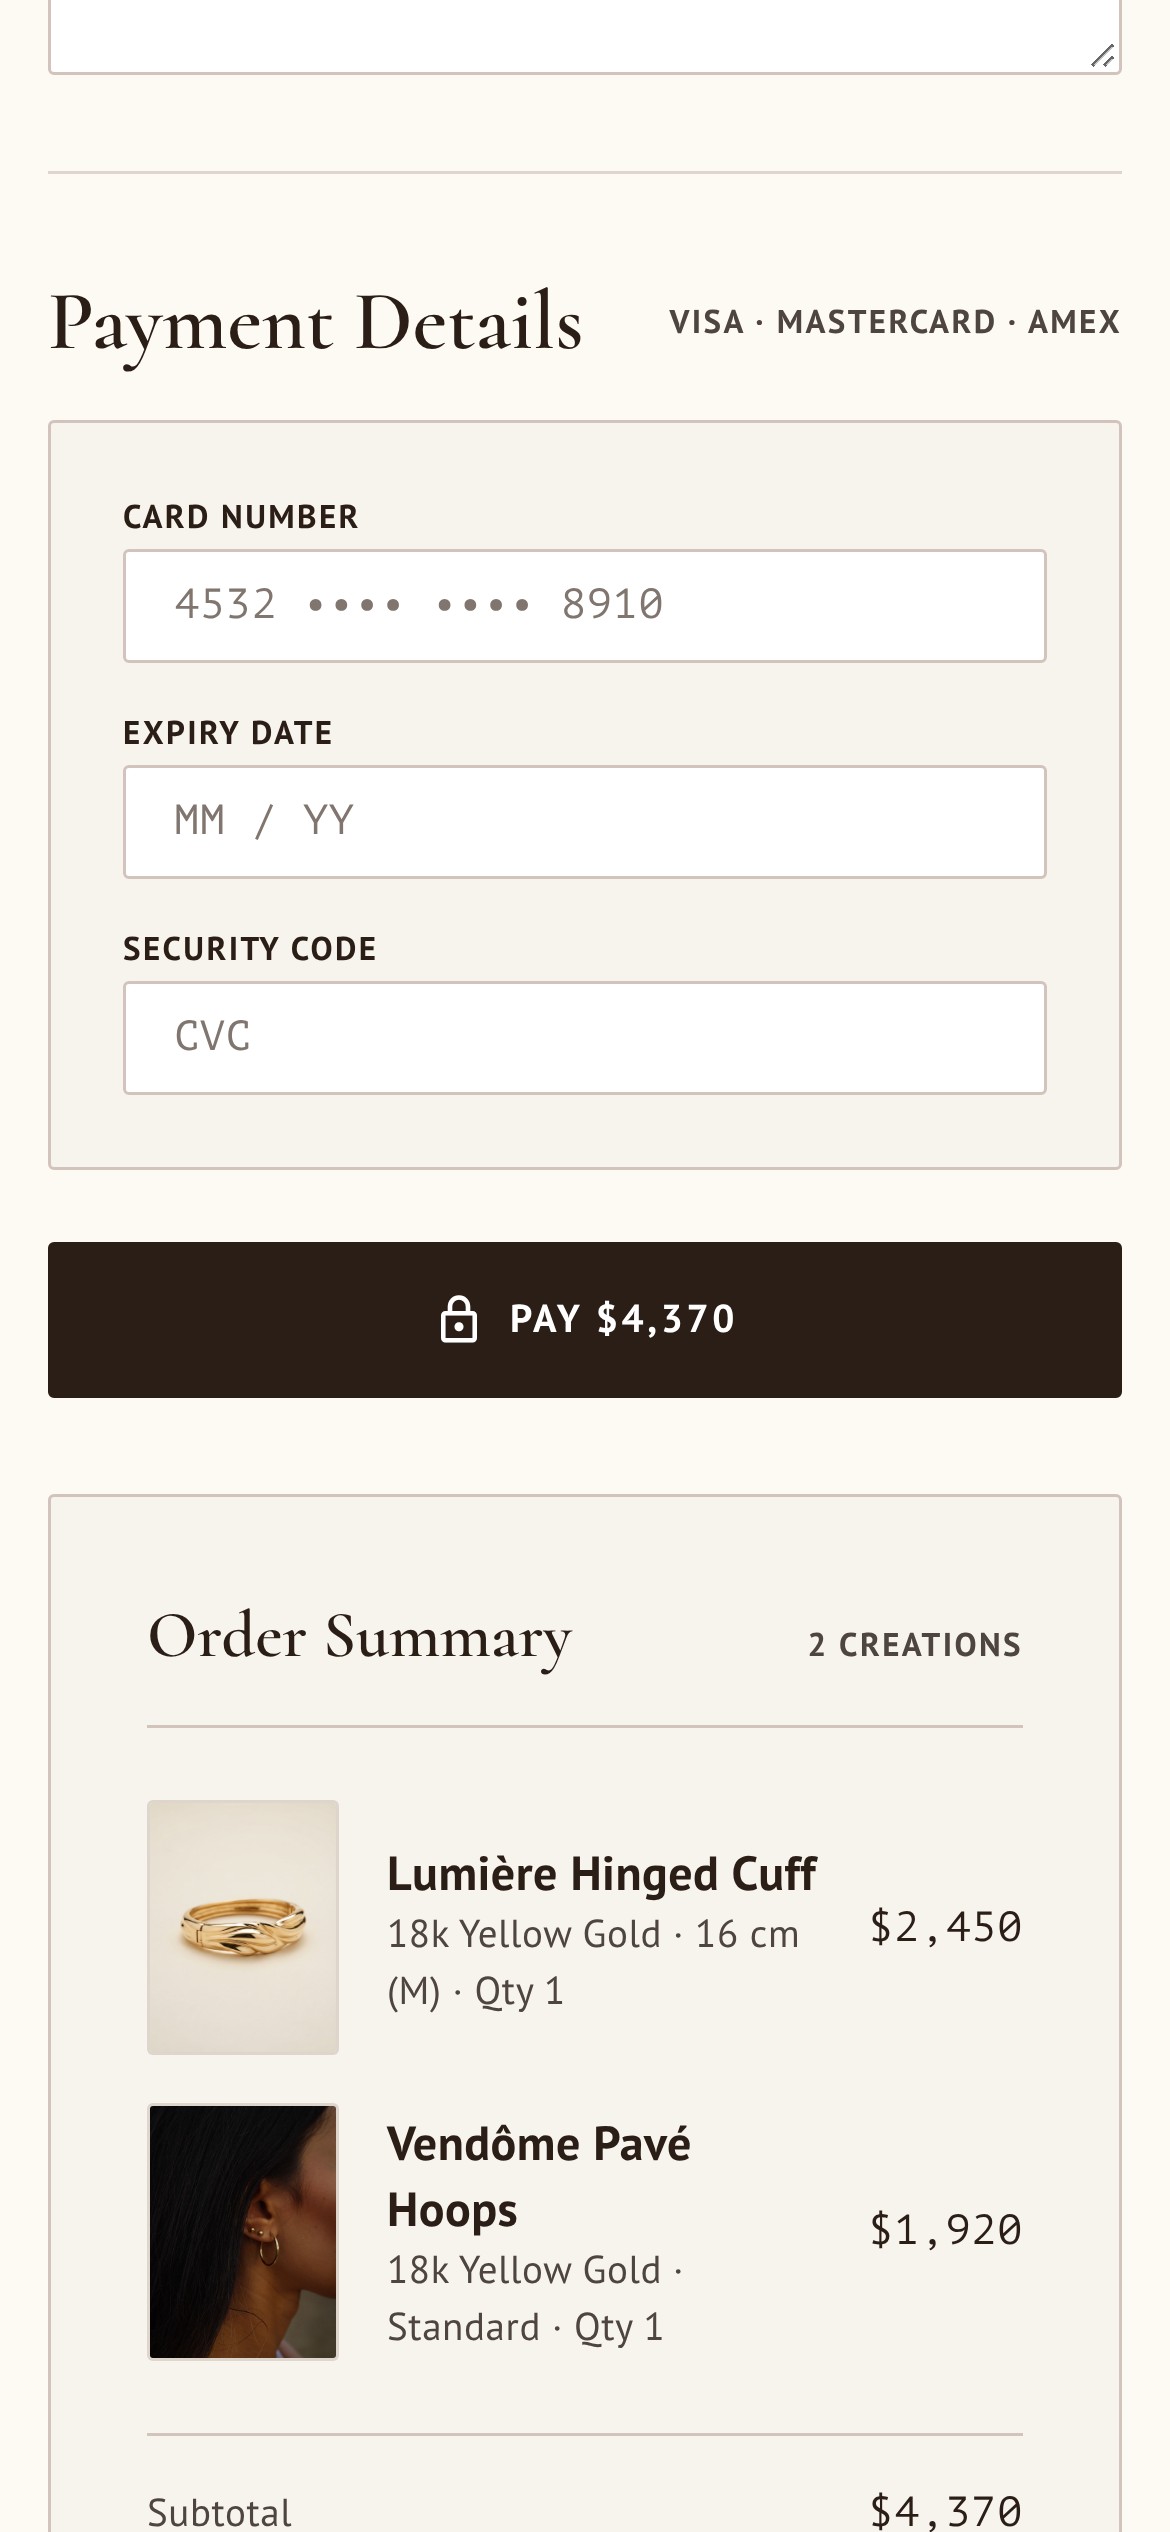 Payment Details
VISA · MASTERCARD · AMEX
CARD NUMBER
4532 •••• •••• 8910
EXPIRY DATE
MM / YY
SECURITY CODE
CVC
PAY $4,370
Order Summary
2 CREATIONS
Lumière Hinged Cuff
18k Yellow Gold · 16 cm
(M) · Qty 1
$2,450
Vendôme Pavé
Hoops
18k Yellow Gold ·
Standard · Qty 1
$1,920
Subtotal
$4,370